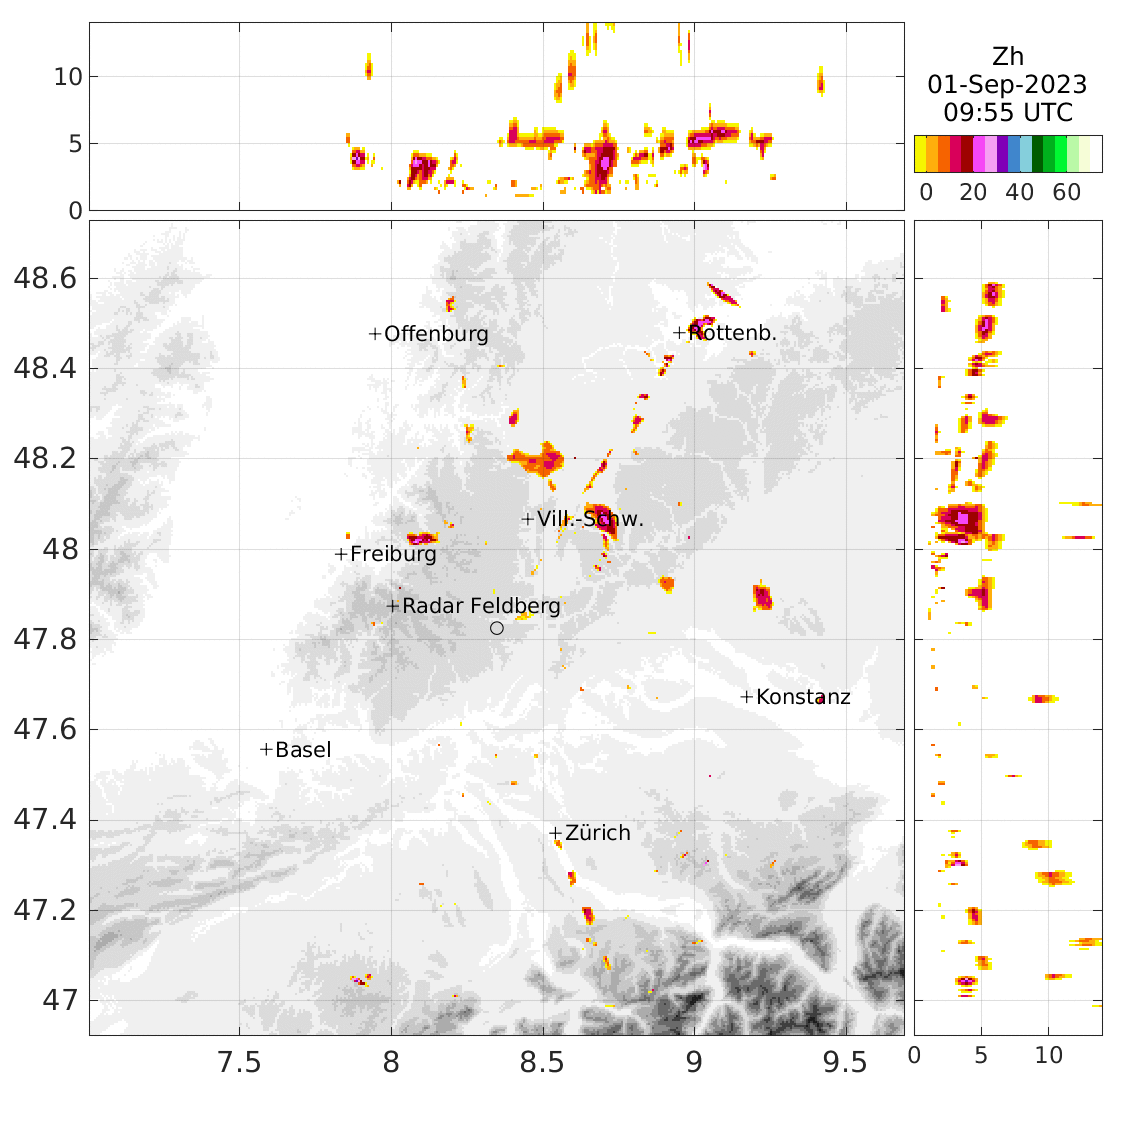 10
5
0
Zh
01-Sep-2023
09:55 UTC
0 20 40 60
48.6
48.4
48.2
48
47.8
47.6
47.4
47.2
47
+Offenburg
+Rottenb.
+Vill.-Schw.
+Freiburg
+Radar Feldberg
+Konstanz
+Basel
+Zürich
7.5 8 8.5 9 9.5
0 5 10